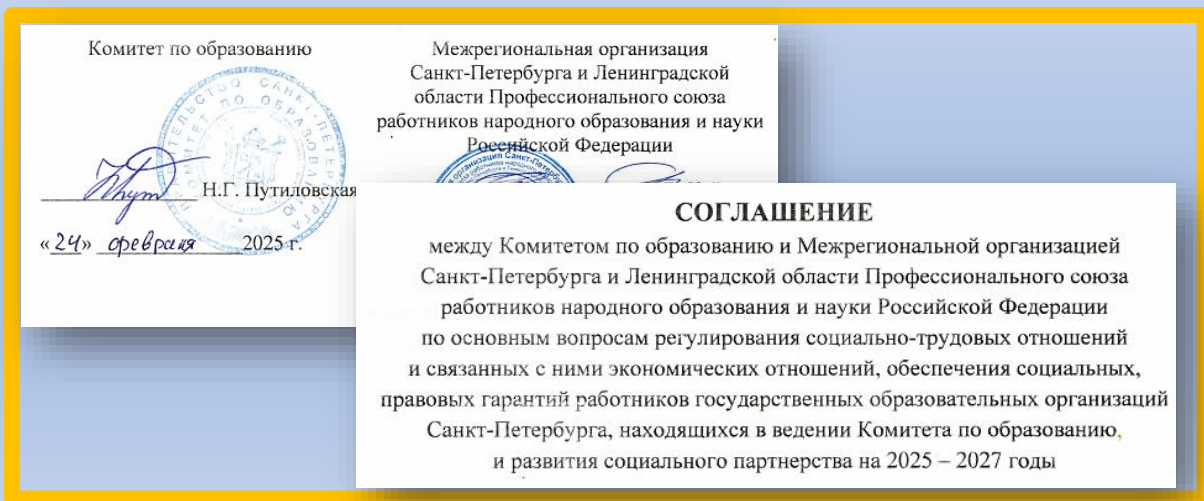 Комитет по образованию
Н.Г. Путиловская
«24» февраля 2025 г.
Межрегиональная организация
Санкт-Петербурга и Ленинградской
области Профессионального союза
работников народного образования и науки
Российской Федерации
СОГЛАШЕНИЕ
между Комитетом по образованию и Межрегиональной организацией
Санкт-Петербурга и Ленинградской области Профессионального союза
работников народного образования и науки Российской Федерации
по основным вопросам регулирования социально-трудовых отношений
и связанных с ними экономических отношений, обеспечения социальных,
правовых гарантий работников государственных образовательных организаций
Санкт-Петербурга, находящихся в ведении Комитета по образованию,
и развития социального партнерства на 2025 – 2027 годы